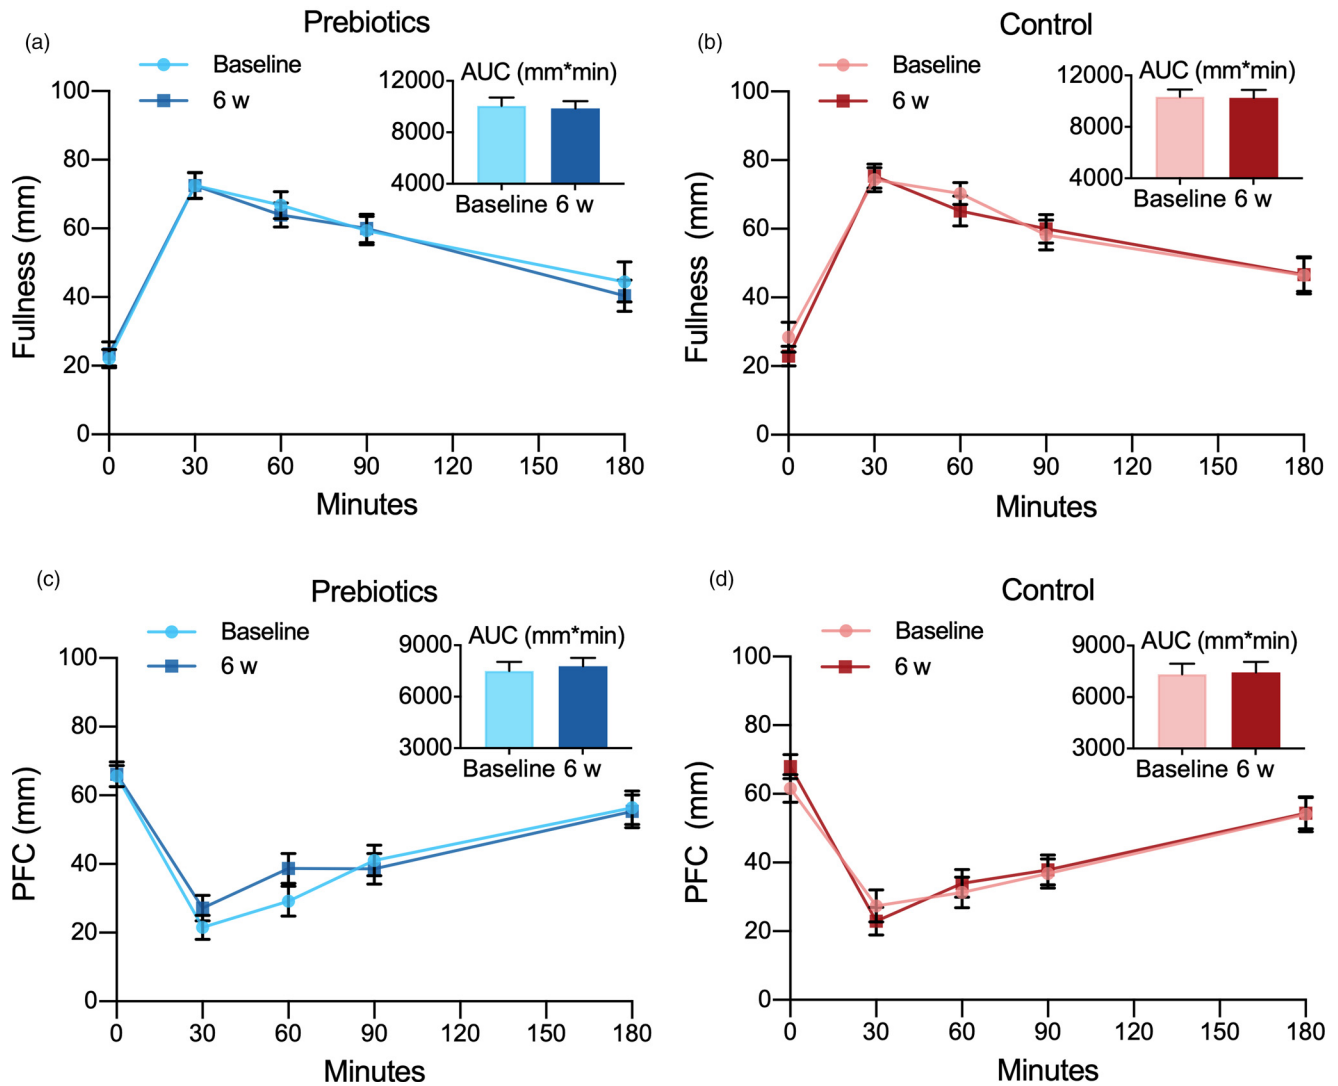 (a)
Prebiotics
Baseline
6 w
AUC (mm*min)
12000
8000
4000
Baseline 6 w
100
80
60
40
20
0
Fullness (mm)
0 30 60 90 120 150 180
Minutes
(b)
Control
Baseline
6 w
AUC (mm*min)
12000
8000
4000
Baseline 6 w
100
80
60
40
20
0
Fullness (mm)
0 30 60 90 120 150 180
Minutes
(c)
Prebiotics
Baseline
6 w
AUC (mm*min)
9000
6000
3000
Baseline 6 w
100
80
60
40
20
0
PFC (mm)
0 30 60 90 120 150 180
Minutes
(d)
Control
Baseline
6 w
AUC (mm*min)
9000
6000
3000
Baseline 6 w
100
80
60
40
20
0
PFC (mm)
0 30 60 90 120 150 180
Minutes